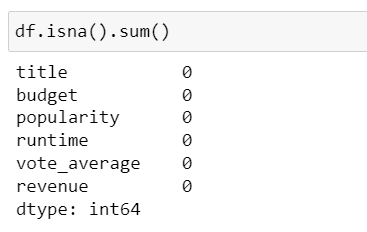 df.isna().sum()
title 0
budget 0
popularity 0
runtime 0
vote_average 0
revenue 0
dtype: int64